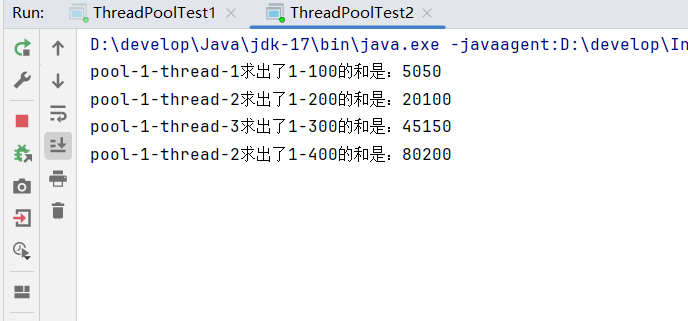 Run: ThreadPoolTest1 ThreadPoolTest2
D:\develop\Java\jdk-17\bin\java.exe -javaagent:D:\develop\In
pool-1-thread-1求出了1-100的和是：5050
pool-1-thread-2求出了1-200的和是：20100
pool-1-thread-3求出了1-300的和是：45150
pool-1-thread-2求出了1-400的和是：80200